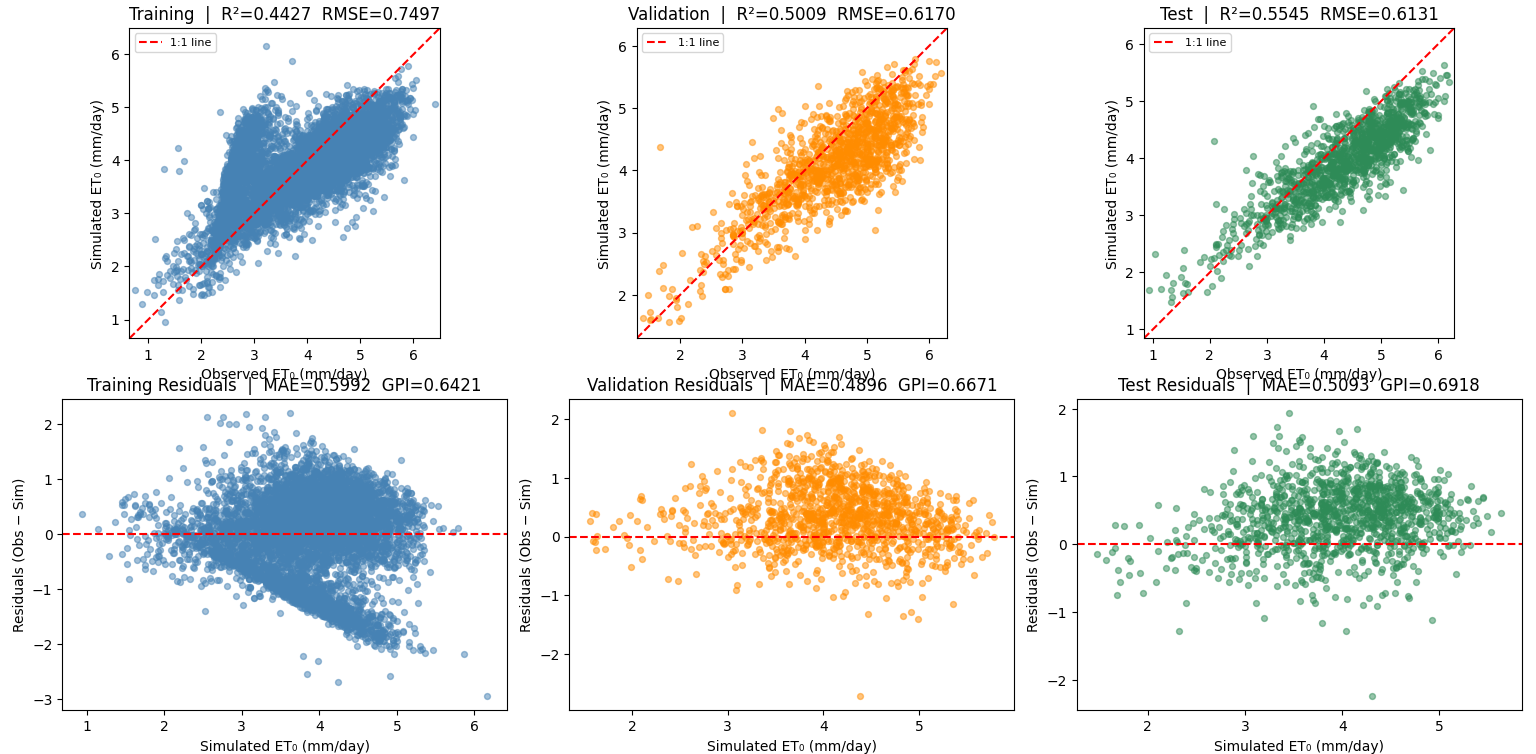 Training | R²=0.4427 RMSE=0.7497
Validation | R²=0.5009 RMSE=0.6170
Test | R²=0.5545 RMSE=0.6131
1:1 line
1:1 line
1:1 line
Simulated ET₀ (mm/day)
6
5
4
3
2
1
1 2 3 4 5 6
Observed ET₀ (mm/day)
Simulated ET₀ (mm/day)
6
5
4
3
2
2 3 4 5 6
Observed ET₀ (mm/day)
Simulated ET₀ (mm/day)
6
5
4
3
2
1
1 2 3 4 5 6
Observed ET₀ (mm/day)
Training Residuals | MAE=0.5992 GPI=0.6421
Validation Residuals | MAE=0.4896 GPI=0.6671
Test Residuals | MAE=0.5093 GPI=0.6918
Residuals (Obs − Sim)
2
1
0
−1
−2
−3
1 2 3 4 5 6
Simulated ET₀ (mm/day)
Residuals (Obs − Sim)
2
1
0
−1
−2
2 3 4 5
Simulated ET₀ (mm/day)
Residuals (Obs − Sim)
2
1
0
−1
−2
2 3 4 5
Simulated ET₀ (mm/day)